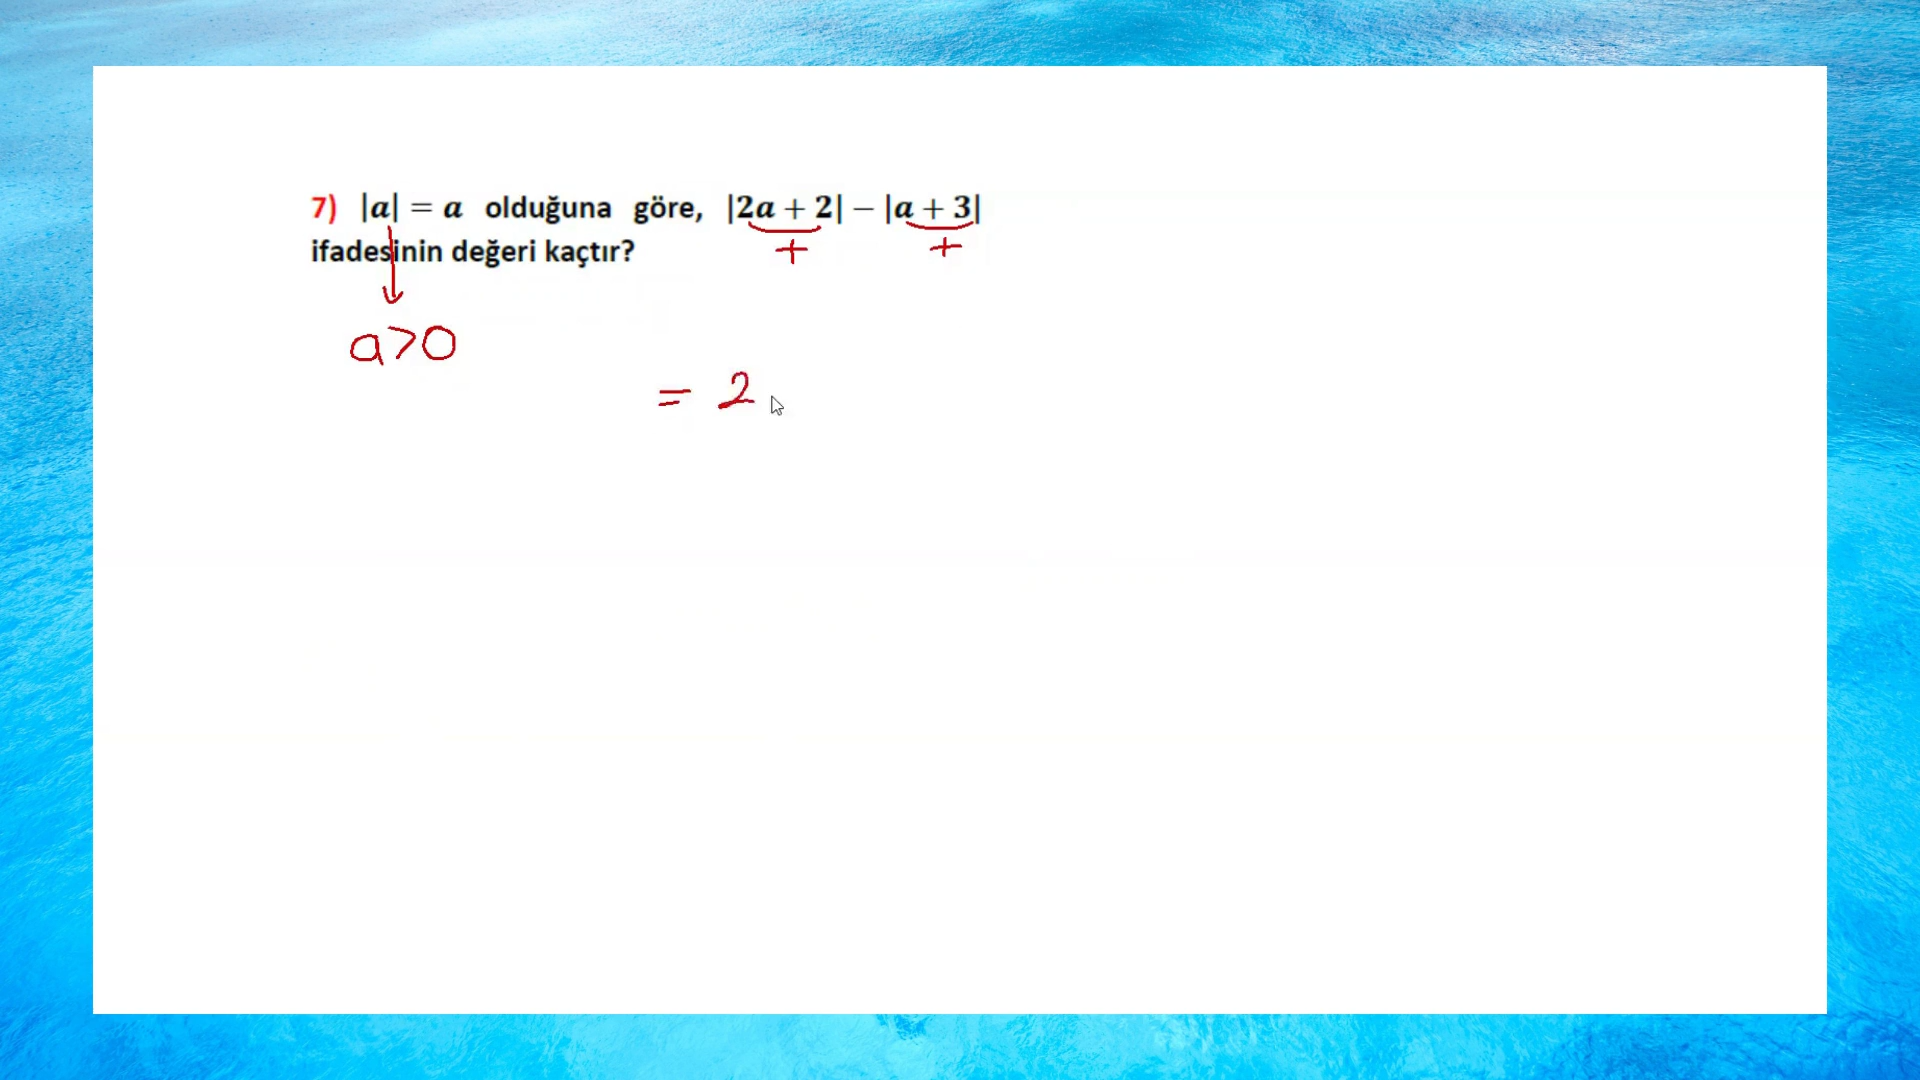 7) |a| = a olduğuna göre, |2a + 2| − |a + 3|
ifadesinin değeri kaçtır?
+ +
a>0
= 2